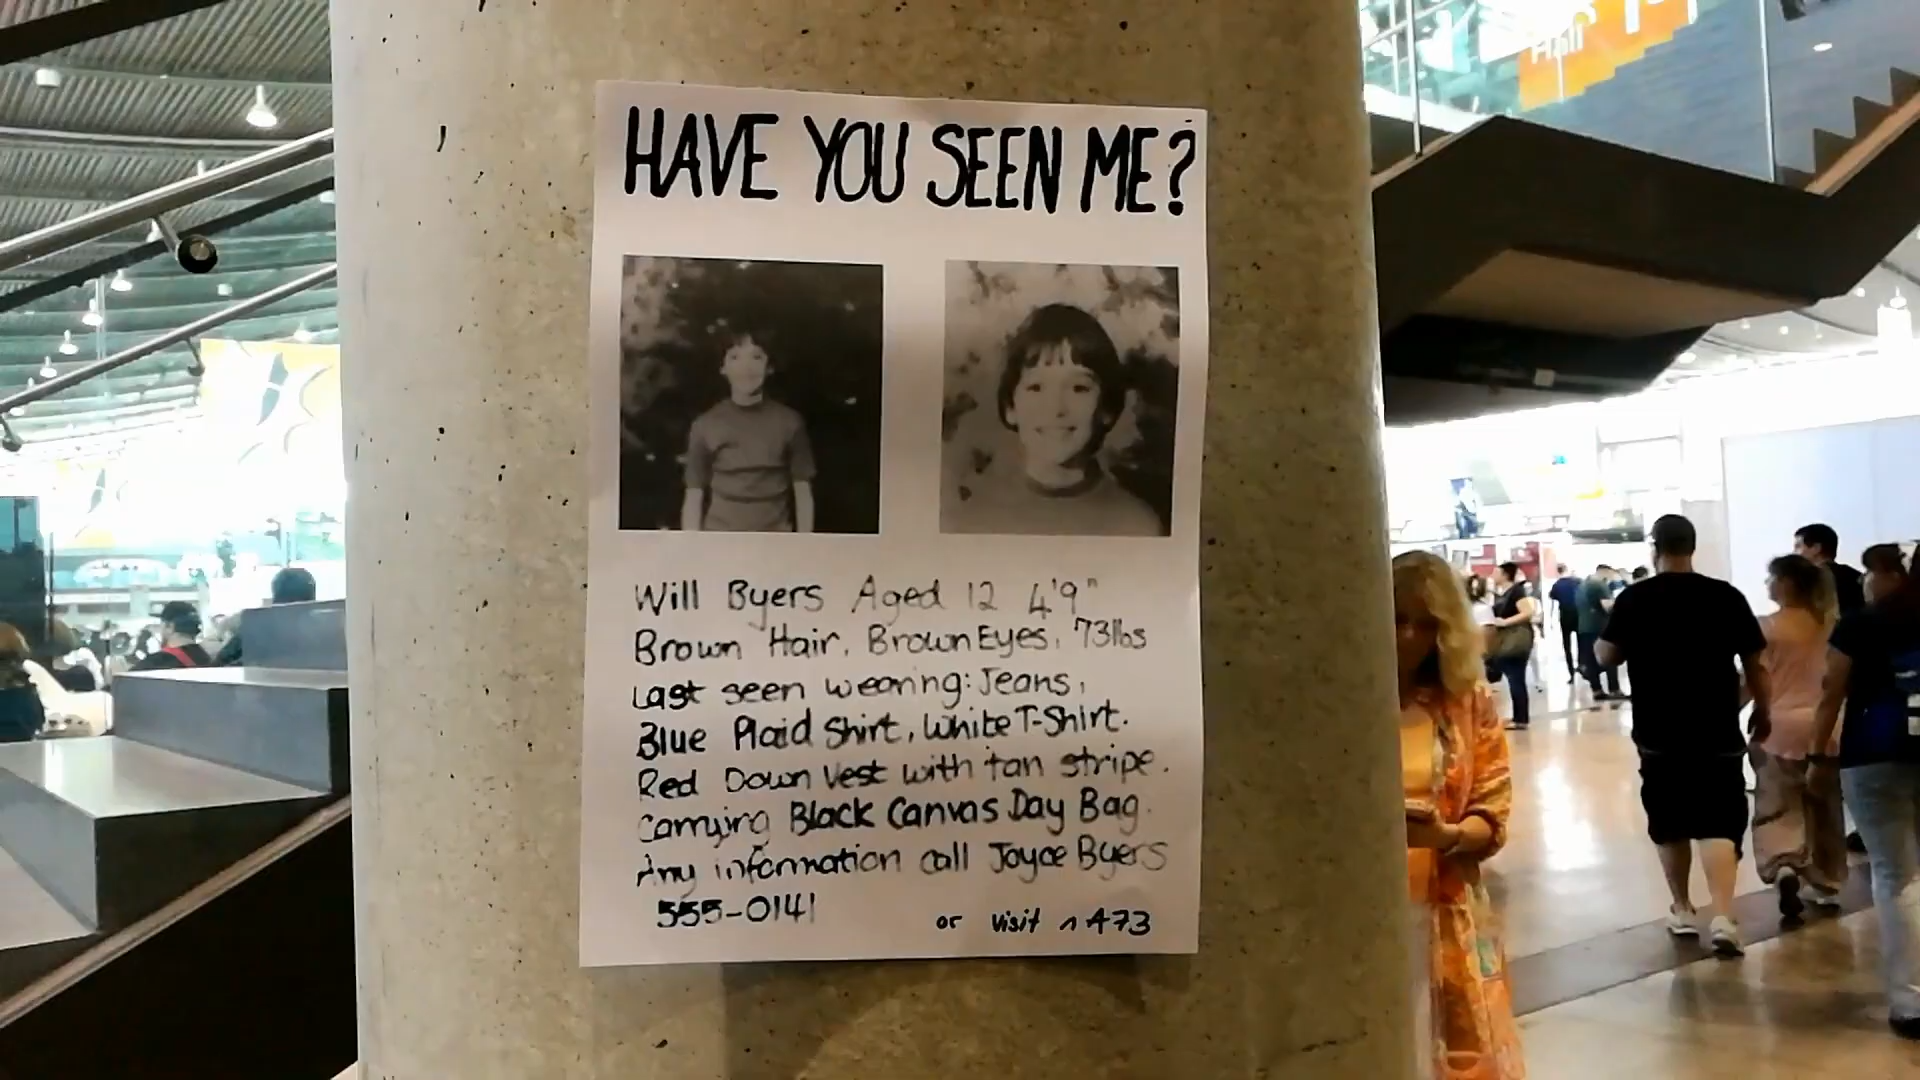 HAVE YOU SEEN ME?
Will Byers Aged 12 4'9"
Brown Hair, Brown Eyes, 73lbs
Last seen wearing: Jeans,
Blue Plaid Shirt, White T-Shirt.
Red Down Vest with tan stripe.
Carrying Black Canvas Day Bag.
Any information call Joyce Byers
555-0141
or visit n A73
Hall